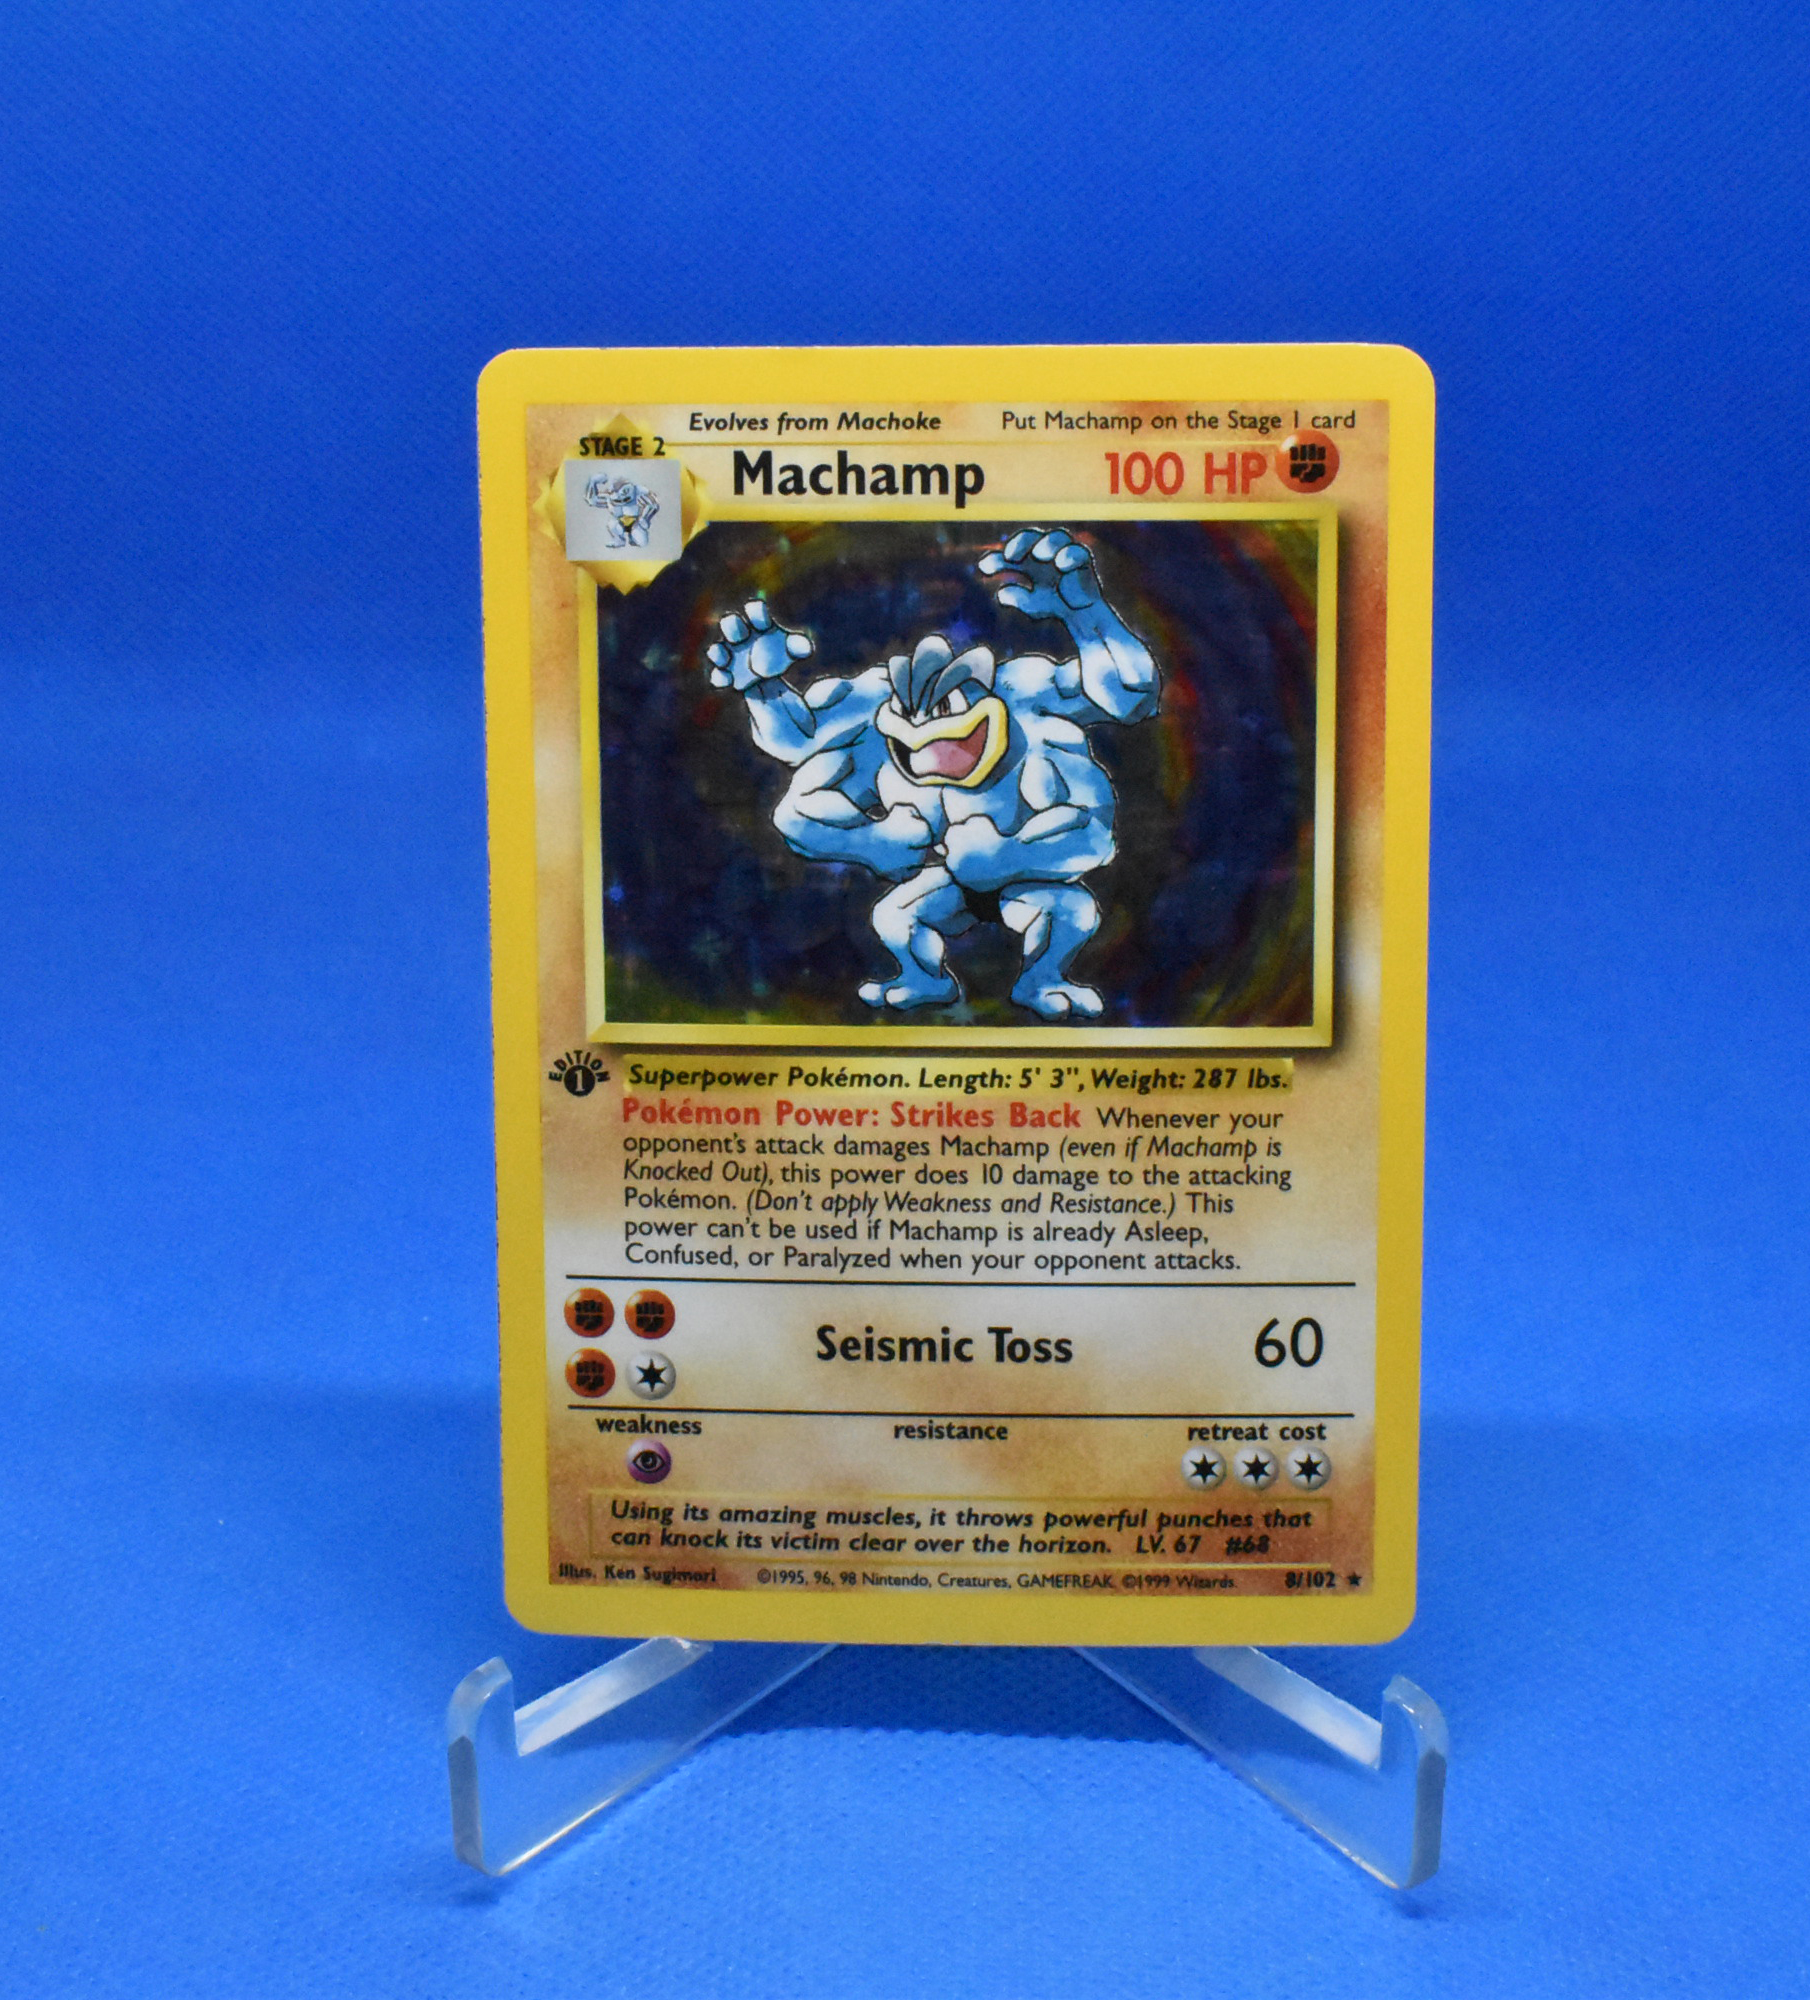 Evolves from Machoke Put Machamp on the Stage 1 card
STAGE 2
Machamp 100 HP
EDITION
1
Superpower Pokémon. Length: 5' 3", Weight: 287 lbs.
Pokémon Power: Strikes Back Whenever your
opponent's attack damages Machamp (even if Machamp is
Knocked Out), this power does 10 damage to the attacking
Pokémon. (Don't apply Weakness and Resistance.) This
power can't be used if Machamp is already Asleep,
Confused, or Paralyzed when your opponent attacks.
Seismic Toss 60
weakness resistance retreat cost
Using its amazing muscles, it throws powerful punches that
can knock its victim clear over the horizon. LV. 67 #68
Illus. Ken Sugimori ©1995, 96, 98 Nintendo, Creatures, GAMEFREAK. ©1999 Wizards. 8/102 ★